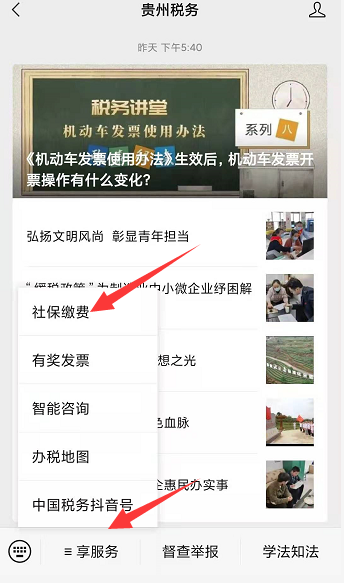 贵州税务
昨天 下午5:40
税务讲堂
机动车发票使用办法
系列 八
《机动车发票使用办法》生效后，机动车发票开
票操作有什么变化？
弘扬文明风尚 彰显青年担当
“缓税政策”为制造业中小微企业纾困解
社保缴费
有奖发票
想之光
智能咨询
色血脉
办税地图
企惠民办实事
中国税务抖音号
≡ 享服务
督查举报
学法知法